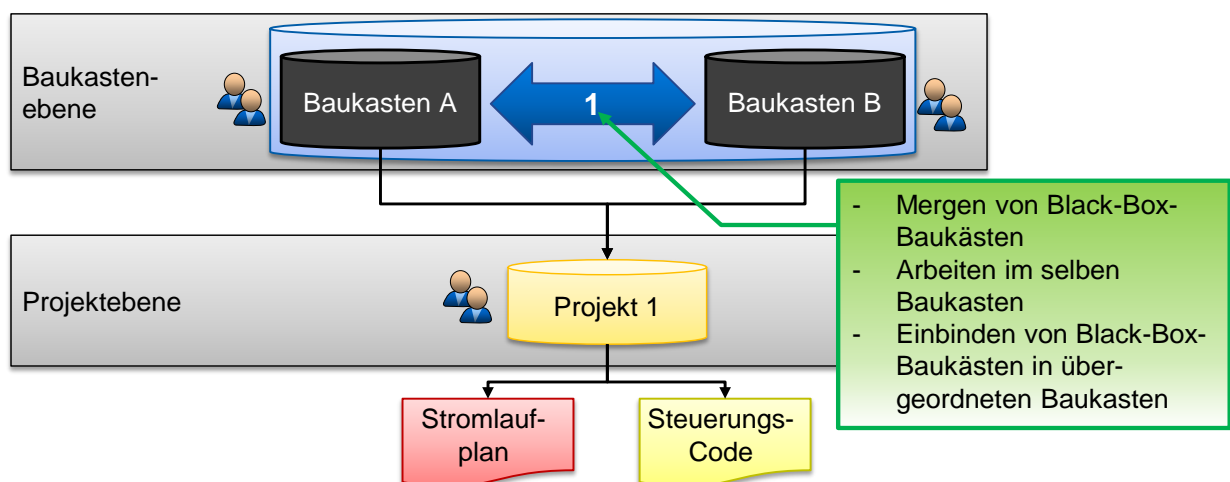 Baukasten-
ebene
Baukasten A
1
Baukasten B
- Mergen von Black-Box-
Baukästen
- Arbeiten im selben
Baukasten
- Einbinden von Black-Box-
Baukästen in über-
geordneten Baukasten
Projektebene
Projekt 1
Stromlauf-
plan
Steuerungs-
Code